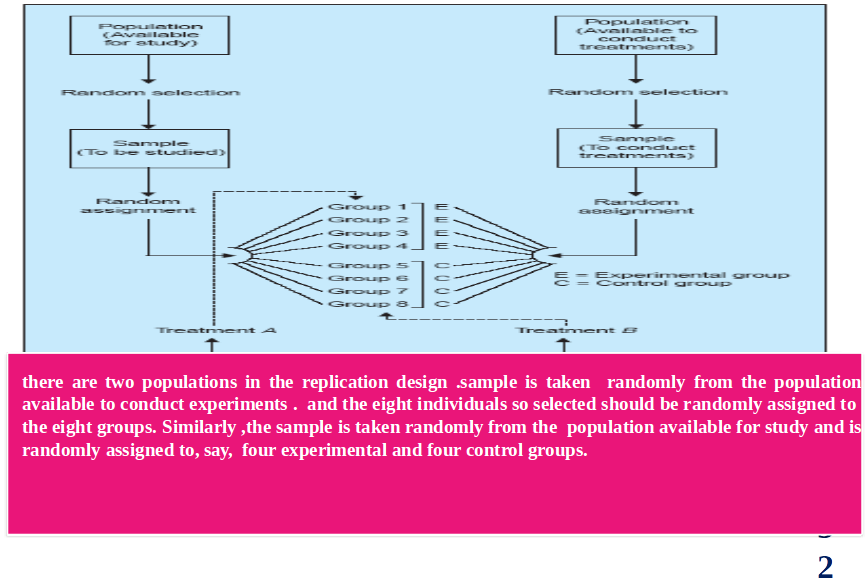 Population
(Available
for study)
Random selection
Sample
(To be studied)
Random
assignment
Population
(Available to
conduct
treatments)
Random selection
Sample
(To conduct
treatments)
Random
assignment
Group 1 E
Group 2 E
Group 3 E
Group 4 E
Group 5 C
Group 6 C
Group 7 C
Group 8 C
E = Experimental group
C = Control group
Treatment A
Treatment B
there are two populations in the replication design .sample is taken randomly from the population
available to conduct experiments . and the eight individuals so selected should be randomly assigned to
the eight groups. Similarly ,the sample is taken randomly from the population available for study and is
randomly assigned to, say, four experimental and four control groups.
2